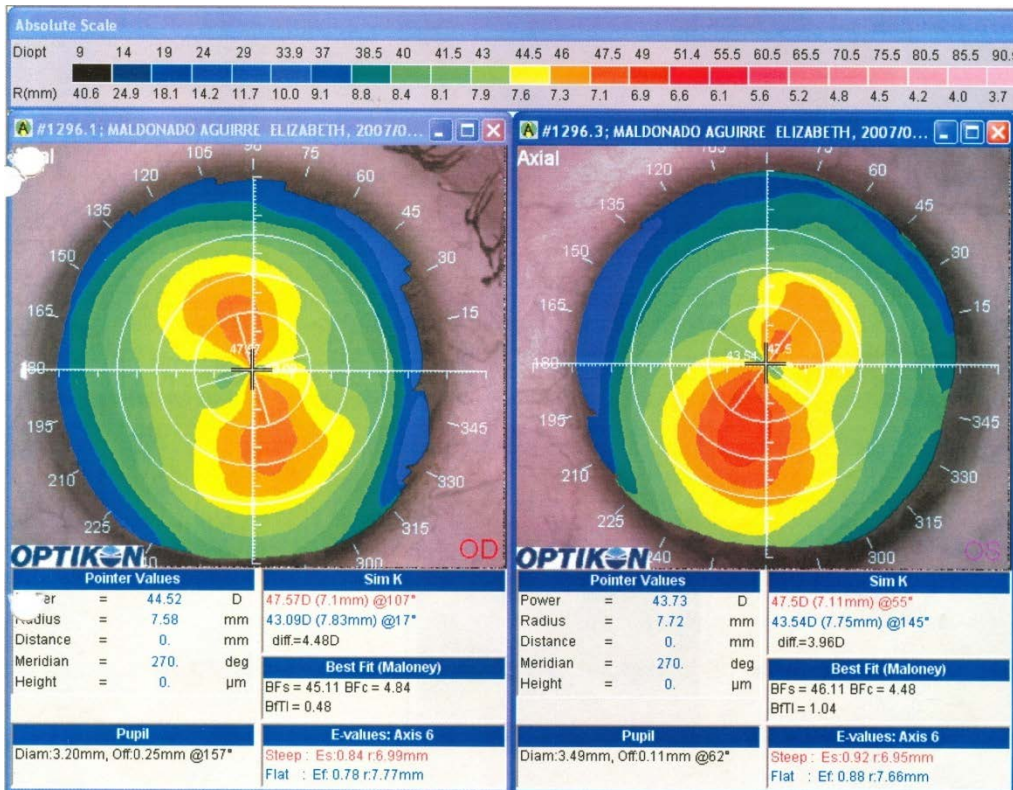 Absolute Scale
Diopt 9 14 19 24 29 33.9 37 38.5 40 41.5 43 44.5 46 47.5 49 51.4 55.5 60.5 65.5 70.5 75.5 80.5 85.5 90.
R(mm) 40.6 24.9 18.1 14.2 11.7 10.0 9.1 8.8 8.4 8.1 7.9 7.6 7.3 7.1 6.9 6.6 6.1 5.6 5.2 4.8 4.5 4.2 4.0 3.7
#1296.1; MALDONADO AGUIRRE ELIZABETH, 2007/0...
105 90 75
120 60
135 45
150 30
165 15
180
195 345
210 330
225 315
300
OPTIKON
OD
Pointer Values
= 44.52 D
Radius = 7.58 mm
Distance = 0. mm
Meridian = 270. deg
Height = 0. µm
Sim K
47.57D (7.1mm) @107°
43.09D (7.83mm) @17°
diff.=4.48D
Best Fit (Maloney)
BFs = 45.11 BFc = 4.84
BfTI = 0.48
Pupil
Diam:3.20mm, Off:0.25mm @157°
E-values: Axis 6
Steep : Es:0.84 r:6.99mm
Flat : Ef: 0.78 r:7.77mm
#1296.3; MALDONADO AGUIRRE ELIZABETH, 2007/0...
Axial
105 75
120 60
135 45
150 30
165 15
43.54 47.5
180
195 345
210 330
225 315
240 300
OPTIKON
OS
Pointer Values
Power = 43.73 D
Radius = 7.72 mm
Distance = 0. mm
Meridian = 270. deg
Height = 0. µm
Sim K
47.5D (7.11mm) @55°
43.54D (7.75mm) @145°
diff.=3.96D
Best Fit (Maloney)
BFs = 46.11 BFc = 4.48
BfTI = 1.04
Pupil
Diam:3.49mm, Off:0.11mm @62°
E-values: Axis 6
Steep : Es:0.92 r:6.95mm
Flat : Ef: 0.88 r:7.66mm